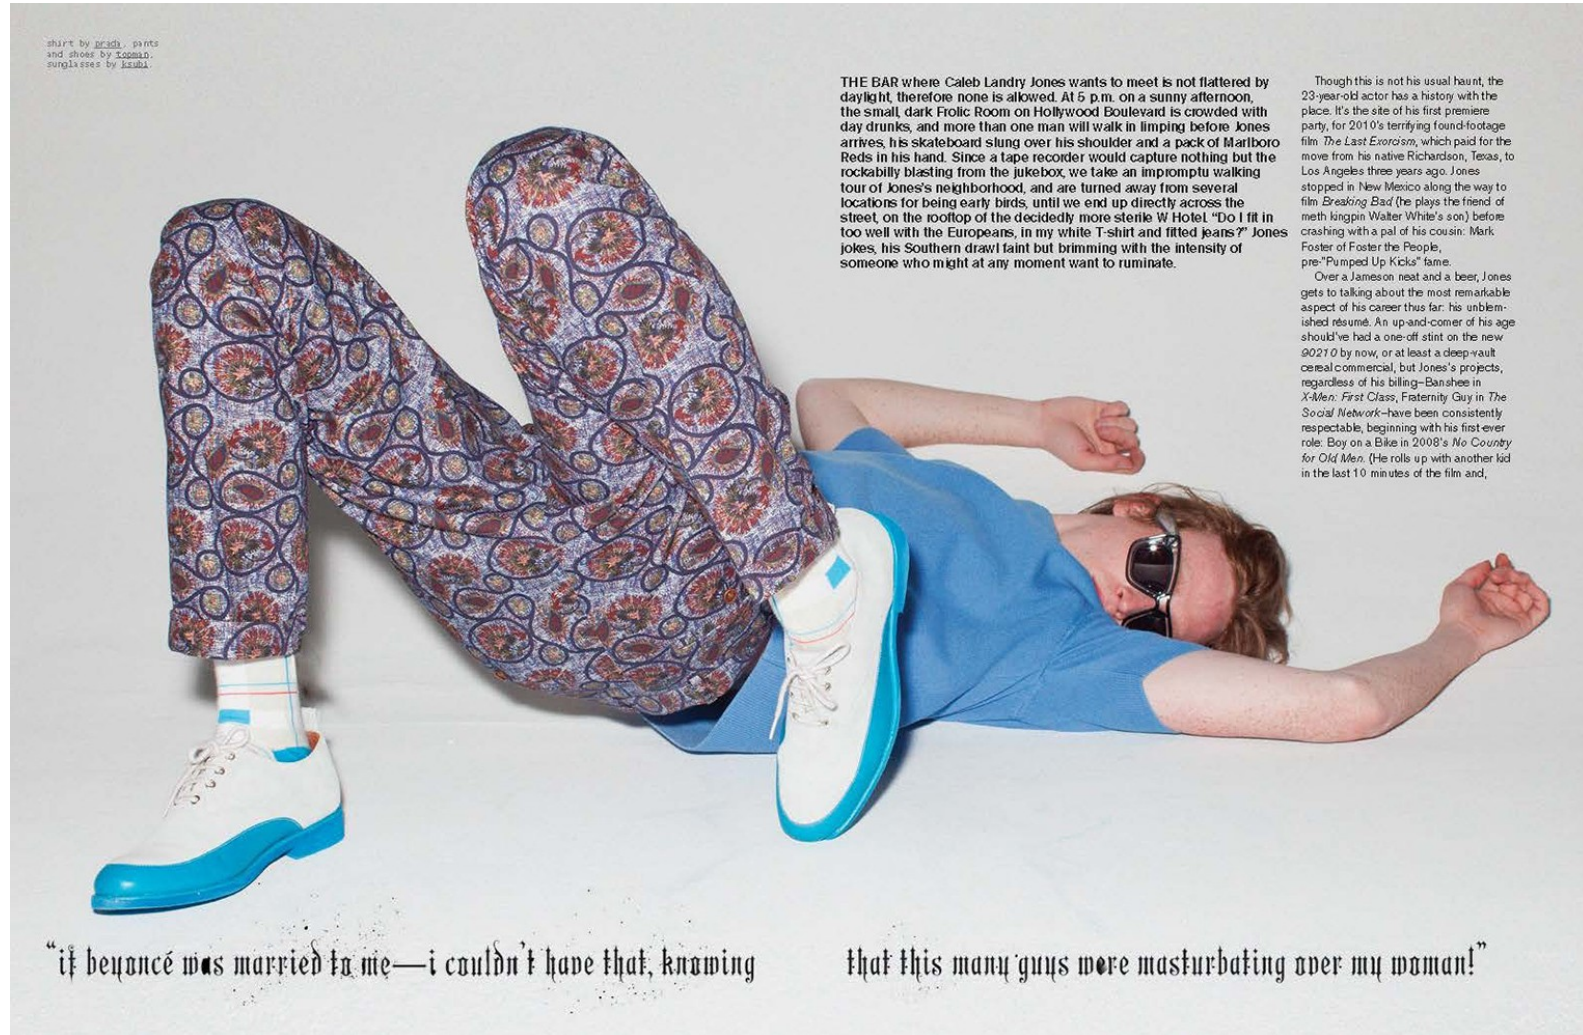 shirt by prada. pants
and shoes by topman.
sunglasses by ksubi.
THE BAR where Caleb Landry Jones wants to meet is not flattered by
daylight, therefore none is allowed. At 5 p.m. on a sunny afternoon,
the small, dark Frolic Room on Hollywood Boulevard is crowded with
day drunks, and more than one man will walk in limping before Jones
arrives, his skateboard slung over his shoulder and a pack of Marlboro
Reds in his hand. Since a tape recorder would capture nothing but the
rockabilly blasting from the jukebox, we take an impromptu walking
tour of Jones's neighborhood, and are turned away from several
locations for being early birds, until we end up directly across the
street, on the rooftop of the decidedly more sterile W Hotel. “Do I fit in
too well with the Europeans, in my white T-shirt and fitted jeans?” Jones
jokes, his Southern drawl faint but brimming with the intensity of
someone who might at any moment want to ruminate.
Though this is not his usual haunt, the
23-year-old actor has a history with the
place. It's the site of his first premiere
party, for 2010's terrifying found-footage
film The Last Exorcism, which paid for the
move from his native Richardson, Texas, to
Los Angeles three years ago. Jones
stopped in New Mexico along the way to
film Breaking Bad (he plays the friend of
meth kingpin Walter White's son) before
crashing with a pal of his cousin: Mark
Foster of Foster the People,
pre-"Pumped Up Kicks" fame.
Over a Jameson neat and a beer, Jones
gets to talking about the most remarkable
aspect of his career thus far: his unblem-
ished résumé. An up-and-comer of his age
should've had a one-off stint on the new
90210 by now, or at least a deep-vault
cereal commercial, but Jones's projects,
regardless of his billing—Banshee in
X-Men: First Class, Fraternity Guy in The
Social Network—have been consistently
respectable, beginning with his first-ever
role: Boy on a Bike in 2008's No Country
for Old Men. (He rolls up with another kid
in the last 10 minutes of the film and,
“if beyoncé was married to me—i couldn't have that, knowing that this many guys were masturbating over my woman!”